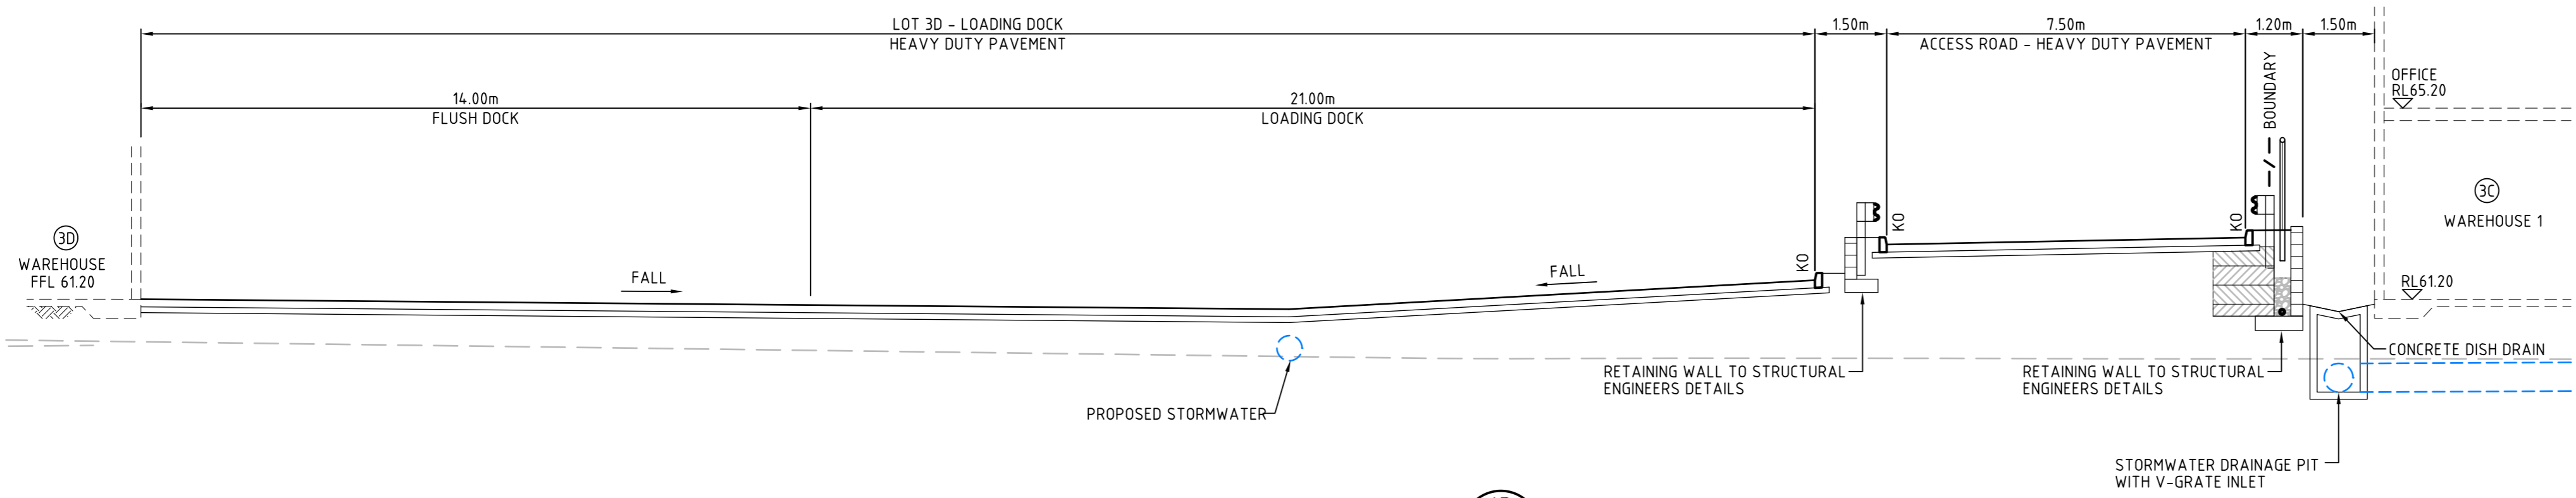 LOT 3D - LOADING DOCK
HEAVY DUTY PAVEMENT
1.50m
7.50m
ACCESS ROAD - HEAVY DUTY PAVEMENT
1.20m
1.50m
14.00m
FLUSH DOCK
21.00m
LOADING DOCK
BOUNDARY
OFFICE
RL65.20
3D
WAREHOUSE
FFL 61.20
FALL
FALL
KO
KO
KO
3C
WAREHOUSE 1
RL61.20
PROPOSED STORMWATER
RETAINING WALL TO STRUCTURAL
ENGINEERS DETAILS
RETAINING WALL TO STRUCTURAL
ENGINEERS DETAILS
CONCRETE DISH DRAIN
STORMWATER DRAINAGE PIT
WITH V-GRATE INLET